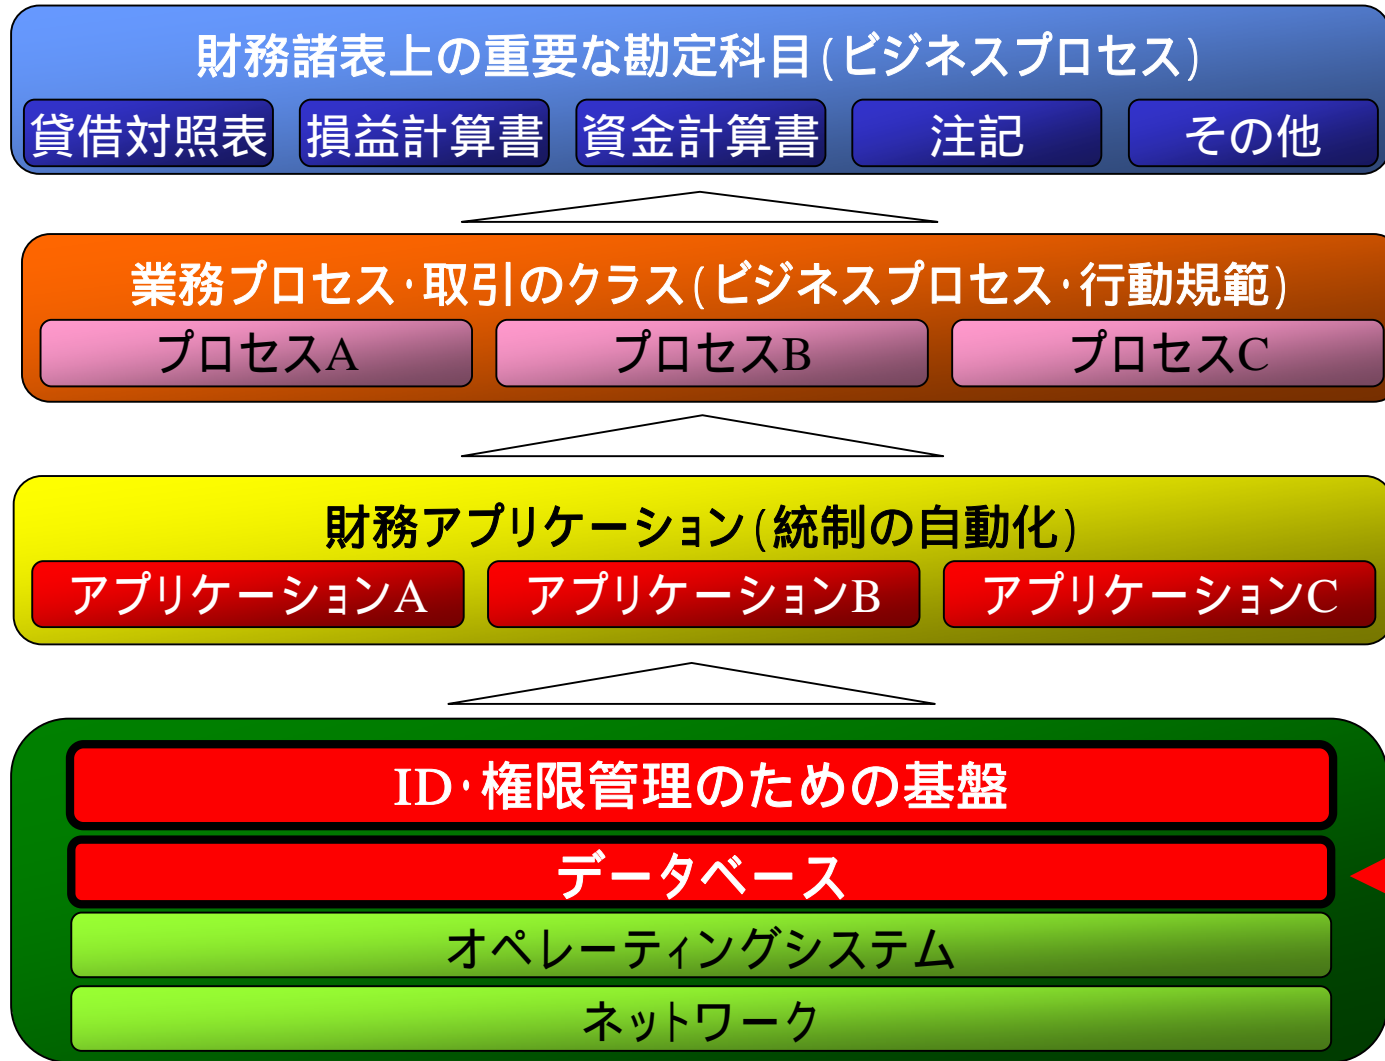 財務諸表上の重要な勘定科目(ビジネスプロセス)
貸借対照表 損益計算書 資金計算書 注記 その他
業務プロセス・取引のクラス(ビジネスプロセス・行動規範)
プロセスA プロセスB プロセスC
財務アプリケーション(統制の自動化)
アプリケーションA アプリケーションB アプリケーションC
ID・権限管理のための基盤
データベース
オペレーティングシステム
ネットワーク